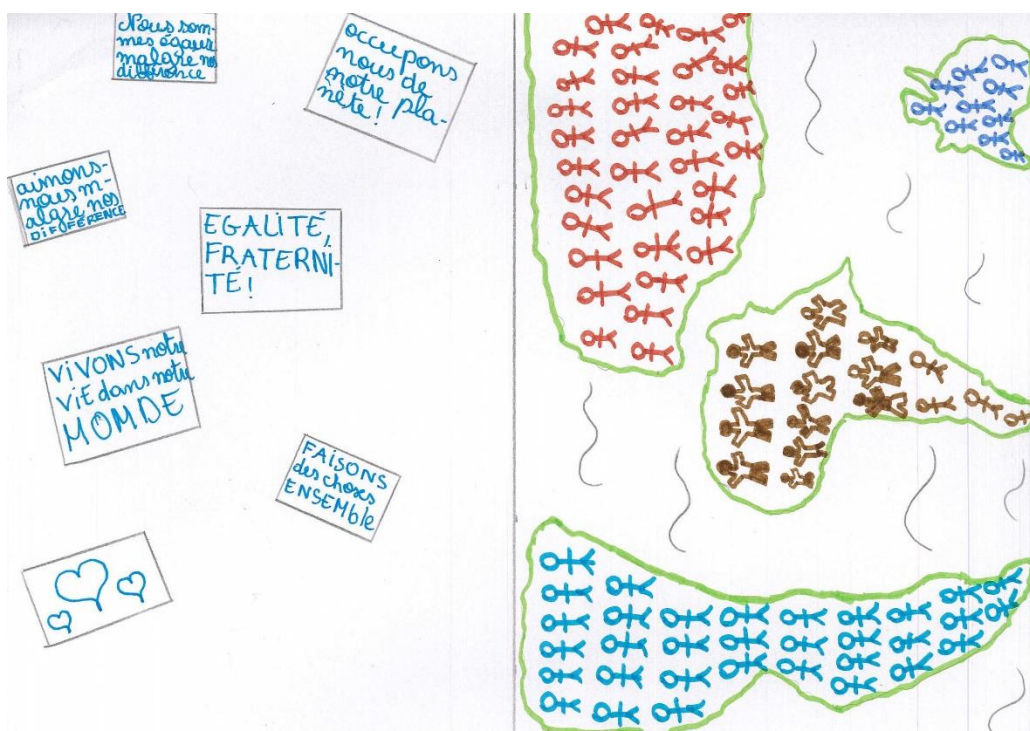 Nous som-
mes égaux
malgré nos
différence
occupons
nous de
notre pla-
nète !
aimons-
nous m-
algré nos
DIFFÉRENCE
EGALITÉ,
FRATERNI-
TÉ !
VIVONS notre
ViE dans notre
MOMDE
FAISONS
des choses
ENSEMble